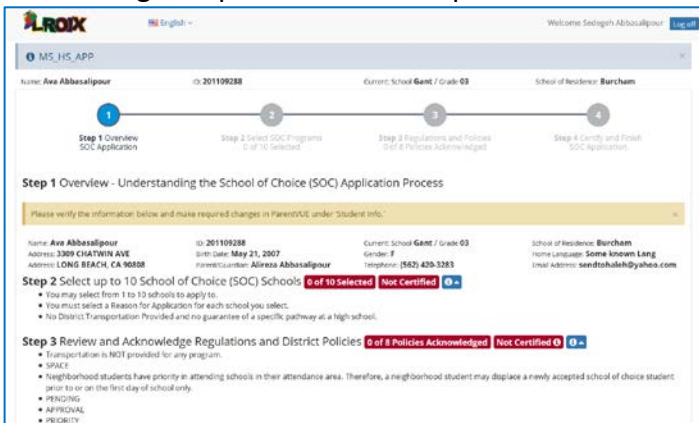 LROIX
English
Welcome Sedegeh Abbasalipour Log off
MS_HS_APP
Name: Ava Abbasalipour ID: 201109288 Current: School Gant / Grade 03 School of Residence: Burcham
1 2 3 4
Step 1 Overview Step 2 Select SOC Programs Step 3 Regulations and Policies Step 4 Certify and Finish
SOC Application 0 of 10 Selected 0 of 8 Policies Acknowledged SOC Application
Step 1 Overview - Understanding the School of Choice (SOC) Application Process
Please verify the information below and make required changes in ParentVUE under 'Student Info.'
Name: Ava Abbasalipour ID: 201109288 Current: School Gant / Grade 03 School of Residence: Burcham
Address: 3309 CHATWIN AVE Birth Date: May 21, 2007 Gender: F Home Language: Some known Lang
Address: LONG BEACH, CA 90808 Parent/Guardian: Alireza Abbasalipour Telephone: (562) 420-3283 Email Address: sendtohaleh@yahoo.com
Step 2 Select up to 10 School of Choice (SOC) Schools 0 of 10 Selected Not Certified
You may select from 1 to 10 schools to apply to.
You must select a Reason for Application for each school you select.
No District Transportation Provided and no guarantee of a specific pathway at a high school.
Step 3 Review and Acknowledge Regulations and District Policies 0 of 8 Policies Acknowledged Not Certified
Transportation is NOT provided for any program.
SPACE
Neighborhood students have priority in attending schools in their attendance area. Therefore, a neighborhood student may displace a newly accepted school of choice student
prior to or on the first day of school only.
PENDING
APPROVAL
PRIORITY